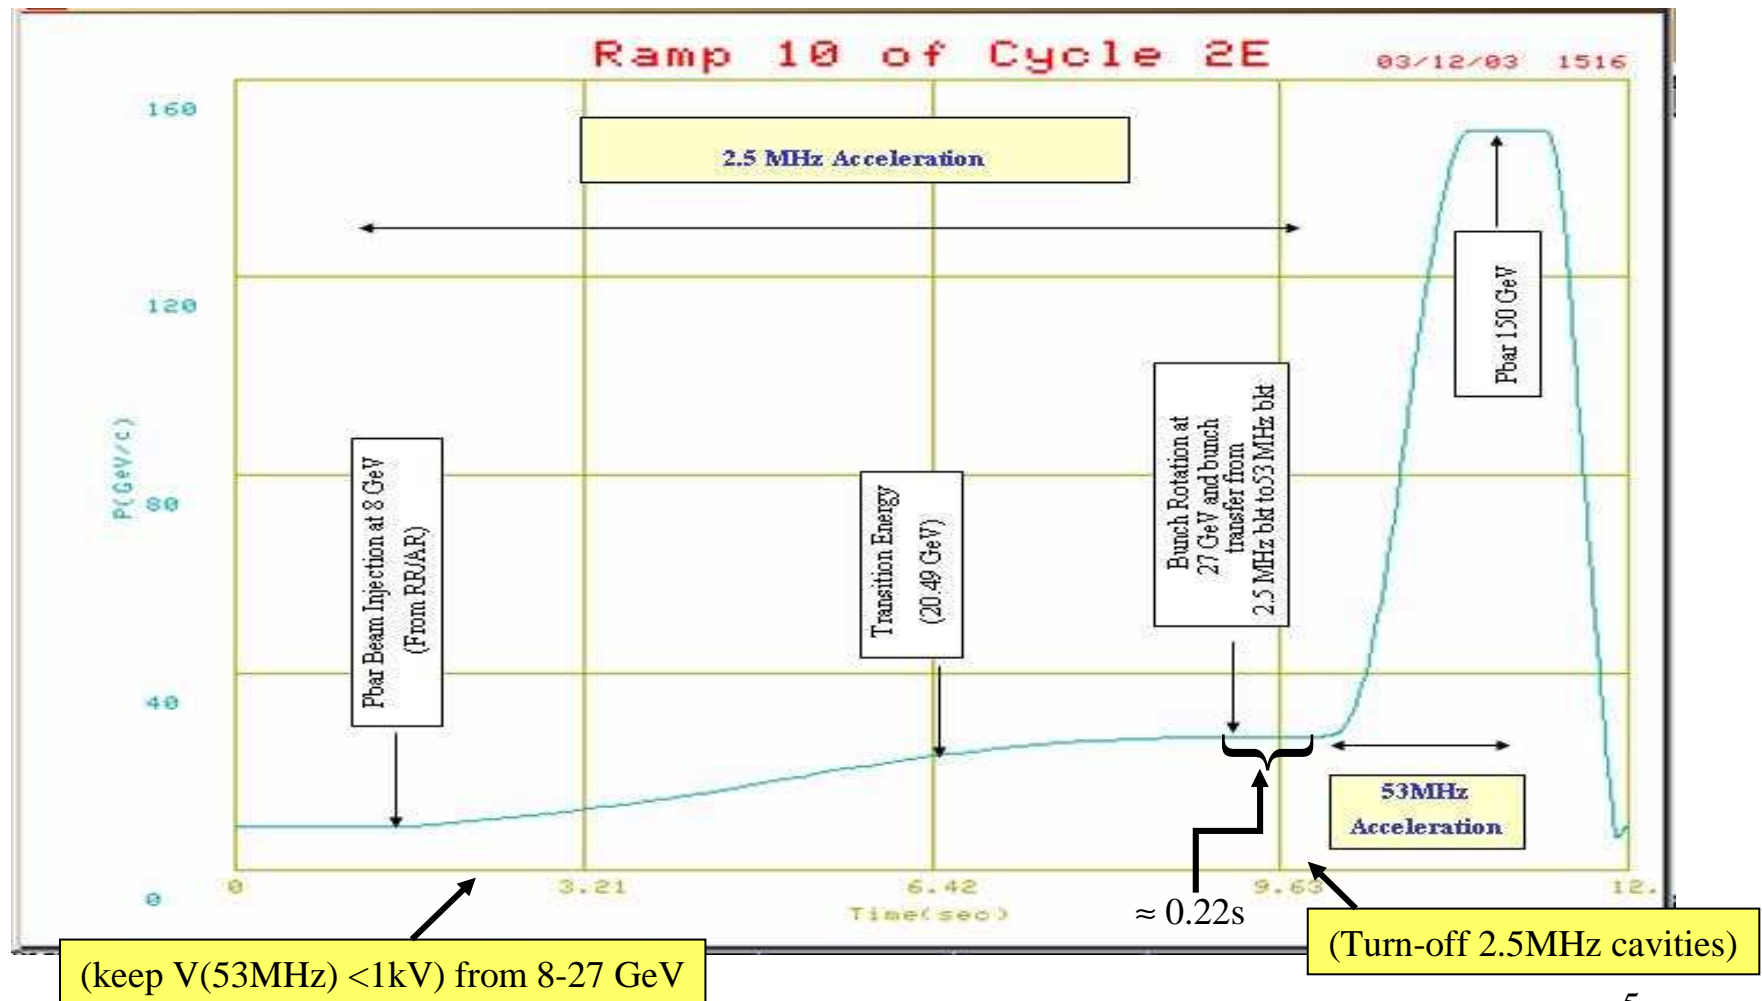 Ramp 10 of Cycle 2E
03/12/03 1516
160
120
80
40
0
P(GeV/c)
2.5 MHz Acceleration
Pbar Beam Injection at 8 GeV
(From RR/AR)
Transition Energy
(20.49 GeV)
Bunch Rotation at
27 GeV and bunch
transfer from
2.5 MHz bkt to53 MHz bkt
Pbar 150 GeV
53MHz
Acceleration
0
3.21
6.42
9.63
12.
Time(sec)
≈ 0.22s
(keep V(53MHz) <1kV) from 8-27 GeV
(Turn-off 2.5MHz cavities)